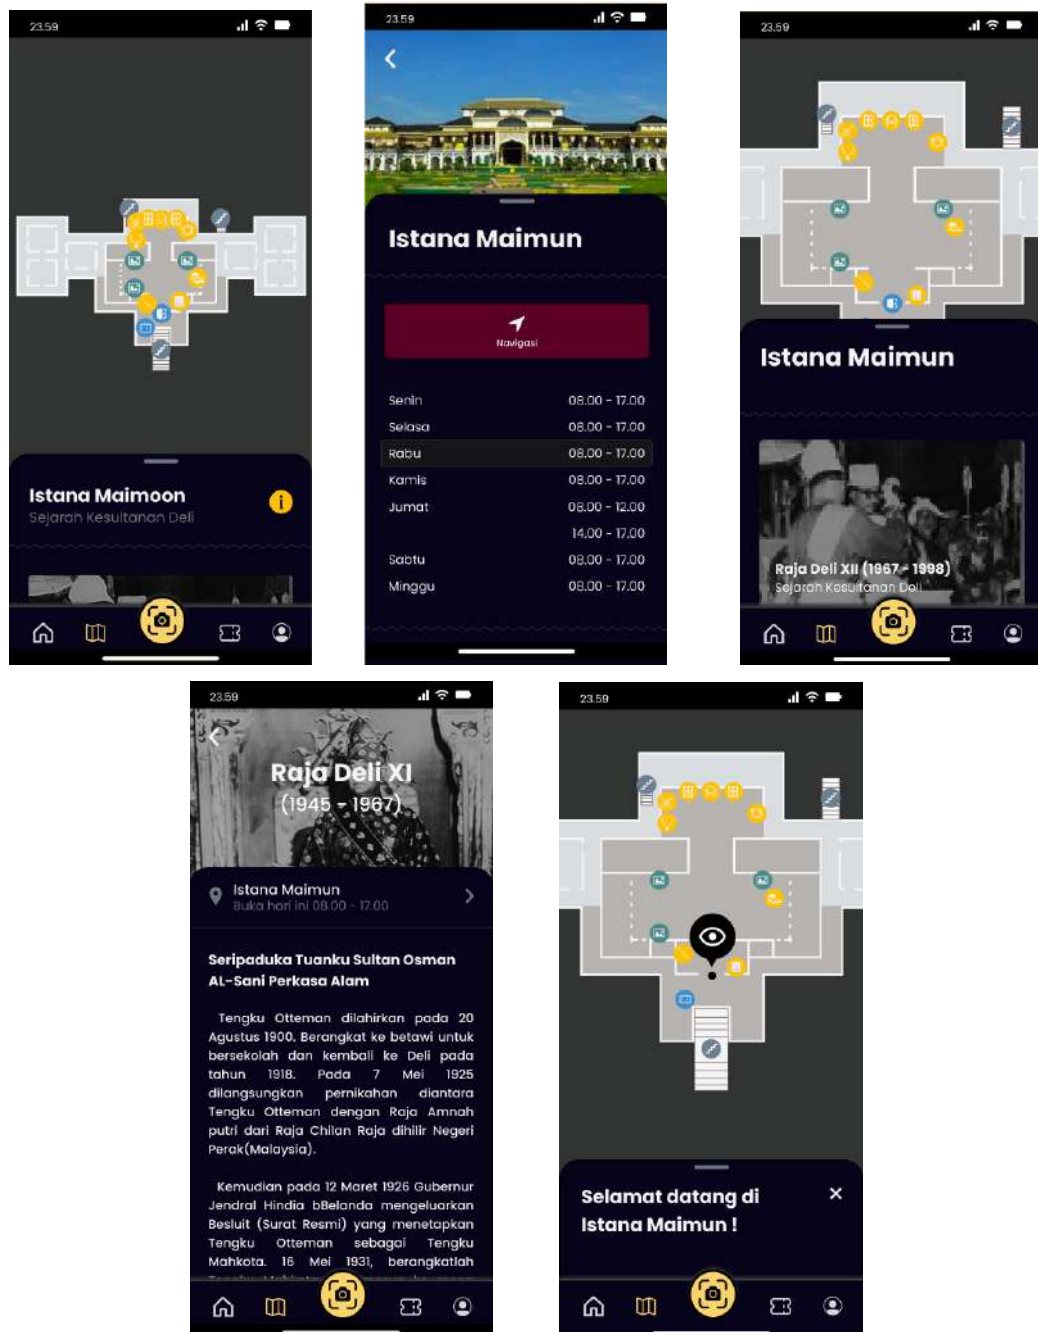 23.59
Istana Maimoon
Sejarah Kesultanan Deli
23.59
Istana Maimun
Navigasi
Senin 08.00 - 17.00
Selasa 08.00 - 17.00
Rabu 08.00 - 17.00
Kamis 08.00 - 17.00
Jumat 08.00 - 12.00
14.00 - 17.00
Sabtu 08.00 - 17.00
Minggu 08.00 - 17.00
23.59
Istana Maimun
Raja Deli XII (1967 - 1998)
Sejarah Kesultanan Deli
23.59
Raja Deli XI
(1945 - 1967)
Istana Maimun
Buka hari ini 08.00 - 17.00
Seripaduka Tuanku Sultan Osman
AL-Sani Perkasa Alam
Tengku Otteman dilahirkan pada 20
Agustus 1900. Berangkat ke betawi untuk
bersekolah dan kembali ke Deli pada
tahun 1918. Pada 7 Mei 1925
dilangsungkan pernikahan diantara
Tengku Otteman dengan Raja Amnah
putri dari Raja Chilan Raja dihilir Negeri
Perak(Malaysia).
Kemudian pada 12 Maret 1926 Gubernur
Jendral Hindia bBelanda mengeluarkan
Besluit (Surat Resmi) yang menetapkan
Tengku Otteman sebagai Tengku
Mahkota. 16 Mei 1931, berangkatlah
23.59
Selamat datang di
Istana Maimun !